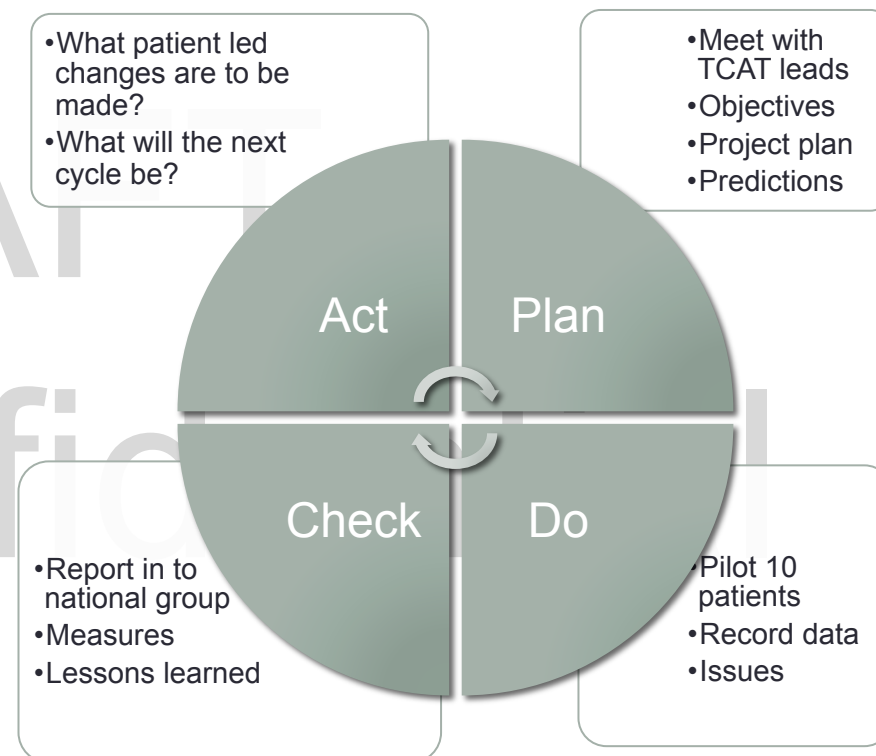 •What patient led
changes are to be
made?
•What will the next
cycle be?
•Meet with
TCAT leads
•Objectives
•Project plan
•Predictions
Act
Plan
Check
Do
•Report in to
national group
•Measures
•Lessons learned
•Pilot 10
patients
•Record data
•Issues